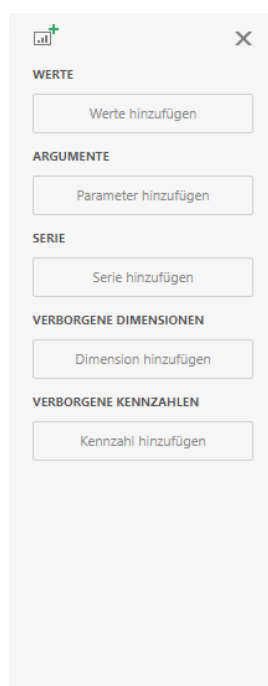 WERTE
Werte hinzufügen
ARGUMENTE
Parameter hinzufügen
SERIE
Serie hinzufügen
VERBORGENE DIMENSIONEN
Dimension hinzufügen
VERBORGENE KENNZAHLEN
Kennzahl hinzufügen